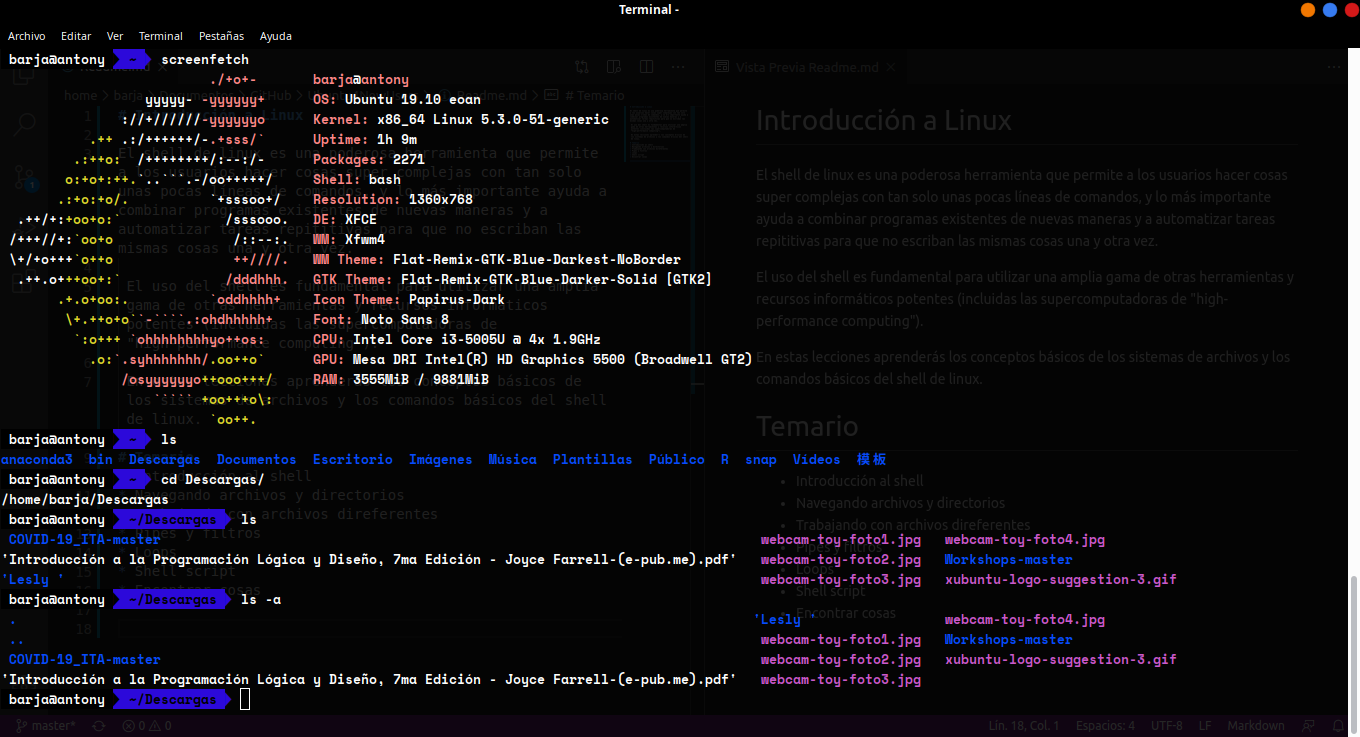 Terminal -
Archivo Editar Ver Terminal Pestañas Ayuda
barja@antony ~ screenfetch
./+o+- barja@antony
yyyyy- -yyyyyy+ OS: Ubuntu 19.10 eoan
://+//////-yyyyyyo Kernel: x86_64 Linux 5.3.0-51-generic
.++ .:/++++++/-.+sss/` Uptime: 1h 9m
.:++o: /++++++++/:--:/- Packages: 2271
o:+o+:++.`..```.-/oo+++++/ Shell: bash
.:+o:+o/. `+sssoo+/ Resolution: 1360x768
.++/+:+oo+o:` /sssooo. DE: XFCE
/+++//+:`oo+o /::--:. WM: Xfwm4
\+/+o+++`o++o ++////. WM Theme: Flat-Remix-GTK-Blue-Darkest-NoBorder
.++.o+++oo+:` /dddhhh. GTK Theme: Flat-Remix-GTK-Blue-Darker-Solid [GTK2]
.+.o+oo:. `oddhhhh+ Icon Theme: Papirus-Dark
\+.++o+o``-````.:ohdhhhhh+ Font: Noto Sans 8
`:o+++ `ohhhhhhhhyo++os: CPU: Intel Core i3-5005U @ 4x 1.9GHz
.o:`.syhhhhhhh/.oo++o` GPU: Mesa DRI Intel(R) HD Graphics 5500 (Broadwell GT2)
/osyyyyyyo++ooo+++/ RAM: 3555MiB / 9881MiB
````` +oo+++o\:
`oo++.
barja@antony ~ ls
anaconda3 bin Descargas Documentos Escritorio Imágenes Música Plantillas Público R snap Vídeos 模板
barja@antony ~ cd Descargas/
/home/barja/Descargas
barja@antony ~/Descargas ls
COVID-19_ITA-master webcam-toy-foto1.jpg webcam-toy-foto4.jpg
'Introducción a la Programación Lógica y Diseño, 7ma Edición - Joyce Farrell-(e-pub.me).pdf' webcam-toy-foto2.jpg Workshops-master
'Lesly ' webcam-toy-foto3.jpg xubuntu-logo-suggestion-3.gif
barja@antony ~/Descargas ls -a
. 'Lesly ' webcam-toy-foto4.jpg
.. webcam-toy-foto1.jpg Workshops-master
COVID-19_ITA-master webcam-toy-foto2.jpg xubuntu-logo-suggestion-3.gif
'Introducción a la Programación Lógica y Diseño, 7ma Edición - Joyce Farrell-(e-pub.me).pdf' webcam-toy-foto3.jpg
barja@antony ~/Descargas
Vista Previa Readme.md
Introducción a Linux
El shell de linux es una poderosa herramienta que permite a los usuarios hacer cosas
super complejas con tan solo unas pocas líneas de comandos, y lo más importante
ayuda a combinar programas existentes de nuevas maneras y a automatizar tareas
repititivas para que no escriban las mismas cosas una y otra vez.
El uso del shell es fundamental para utilizar una amplia gama de otras herramientas y
recursos informáticos potentes (incluidas las supercomputadoras de "high-
performance computing").
En estas lecciones aprenderás los conceptos básicos de los sistemas de archivos y los
comandos básicos del shell de linux.
Temario
Introducción al shell
Navegando archivos y directorios
Trabajando con archivos direferentes
Pipes y filtros
Loops
Shell script
Encontrar cosas
master* 0 0 Lín. 18, Col. 1 Espacios: 4 UTF-8 LF Markdown